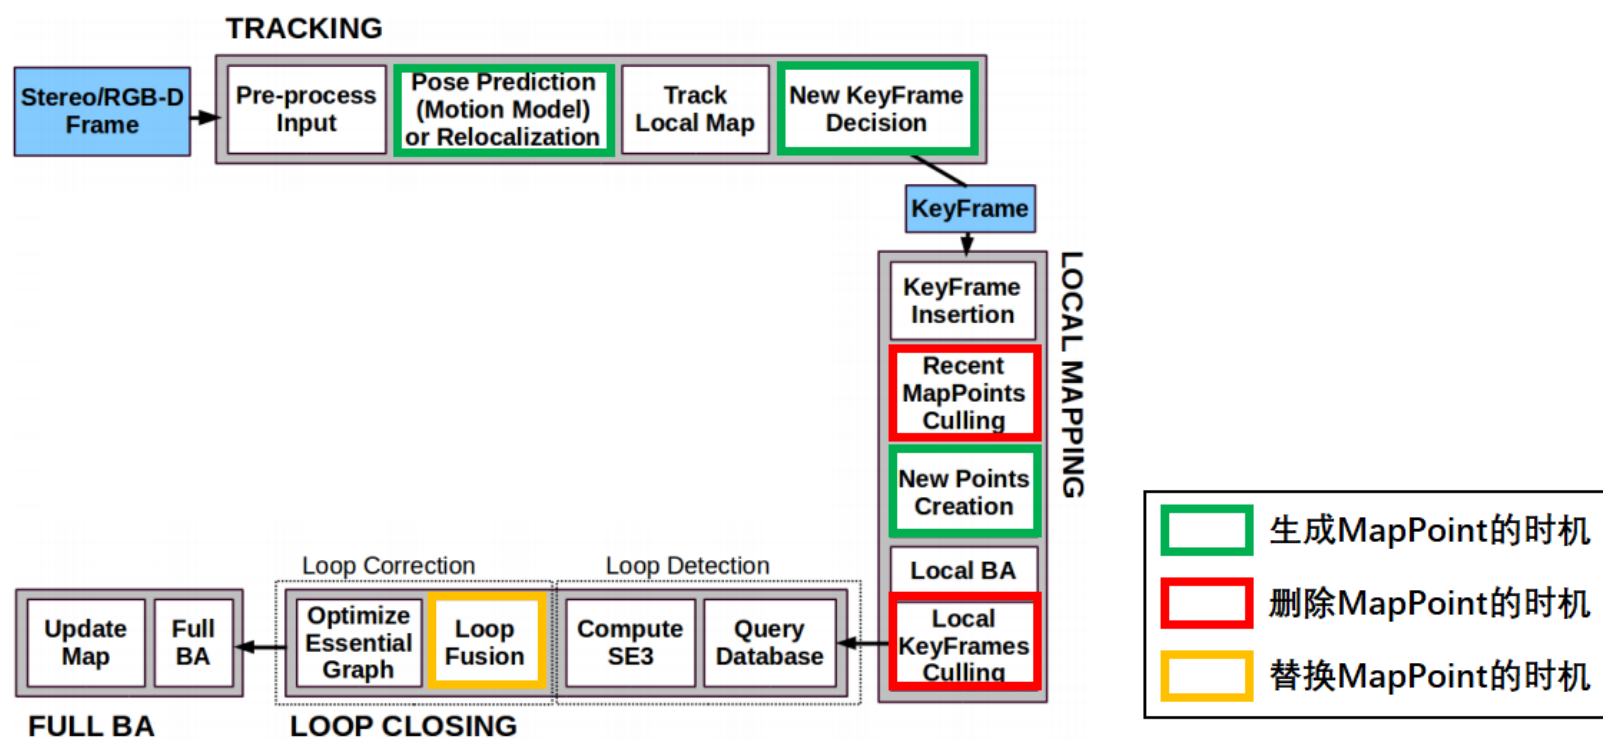 TRACKING
Stereo/RGB-D
Frame
Pre-process
Input
Pose Prediction
(Motion Model)
or Relocalization
Track
Local Map
New KeyFrame
Decision
KeyFrame
LOCAL MAPPING
KeyFrame
Insertion
Recent
MapPoints
Culling
New Points
Creation
Local BA
Local
KeyFrames
Culling
Loop Correction
Loop Detection
Update
Map
Full
BA
Optimize
Essential
Graph
Loop
Fusion
Compute
SE3
Query
Database
FULL BA
LOOP CLOSING
生成MapPoint的时机
删除MapPoint的时机
替换MapPoint的时机